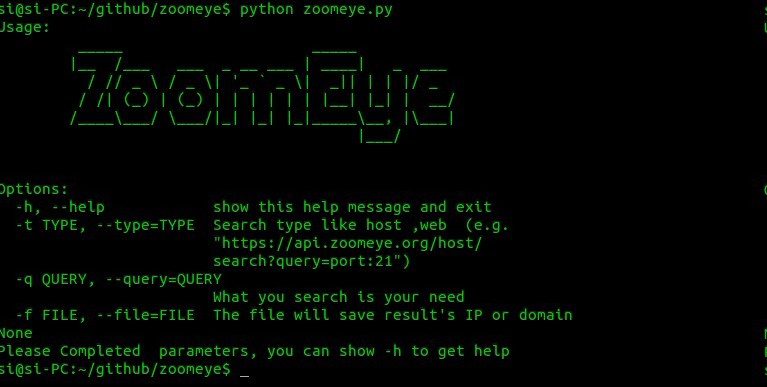 si@si-PC:~/github/zoomeye$ python zoomeye.py
Usage:
ZoomEye
Options:
-h, --help show this help message and exit
-t TYPE, --type=TYPE Search type like host ,web (e.g.
"https://api.zoomeye.org/host/
search?query=port:21")
-q QUERY, --query=QUERY
What you search is your need
-f FILE, --file=FILE The file will save result's IP or domain
None
Please Completed parameters, you can show -h to get help
si@si-PC:~/github/zoomeye$ _